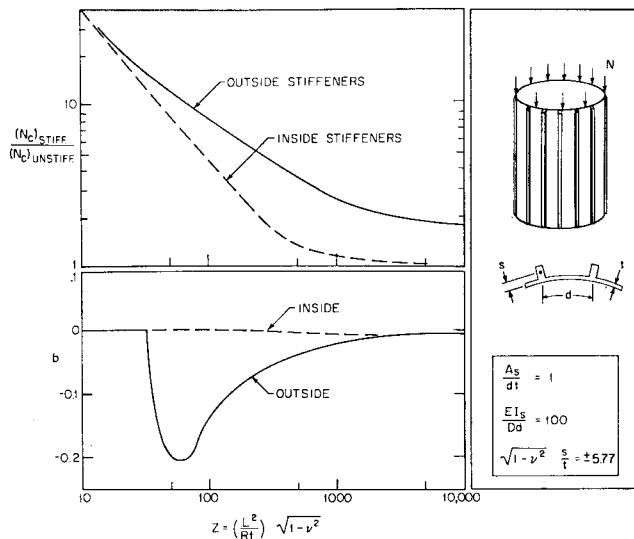 (N_C)_STIFF
(N_C)_UNSTIFF
10
1
OUTSIDE STIFFENERS
INSIDE STIFFENERS
b
0
-0.1
-0.2
INSIDE
OUTSIDE
10
100
1000
10,000
Z = (L²/Rt) √1-ν²
N
s
t
d
A_S/dt = 1
EI_S/Dd = 100
√1-ν² s/t = ±5.77